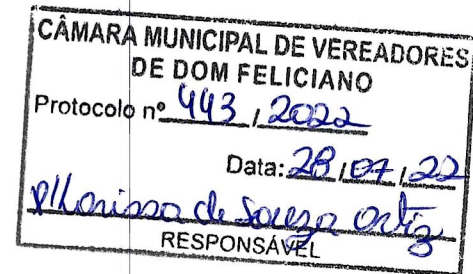 CÂMARA MUNICIPAL DE VEREADORES
DE DOM FELICIANO
Protocolo nº 443 / 2022
Data: 28 / 07 / 22
de Souza Ortiz
RESPONSÁVEL